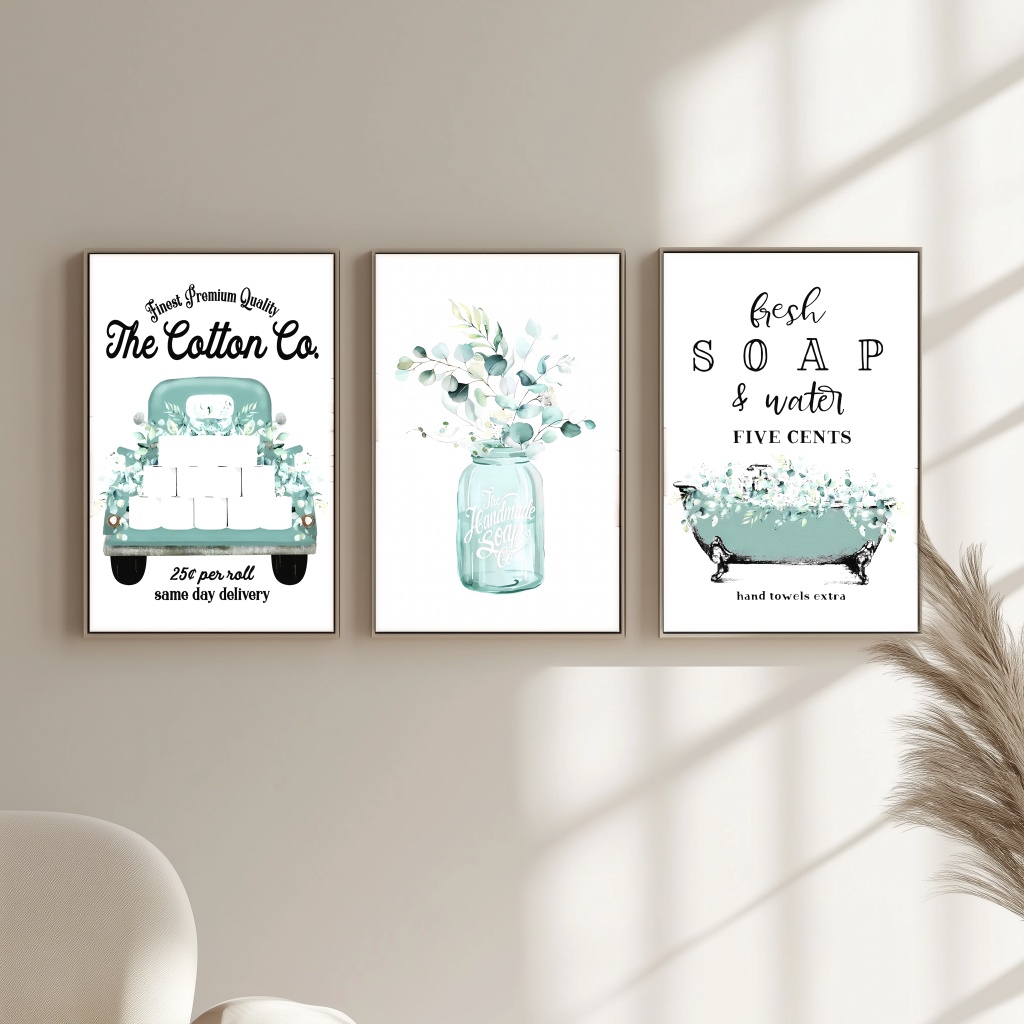 Finest Premium Quality
The Cotton Co.
25¢ per roll
same day delivery
The
Handmade
Soap
Co.
fresh
SOAP
& water
FIVE CENTS
hand towels extra